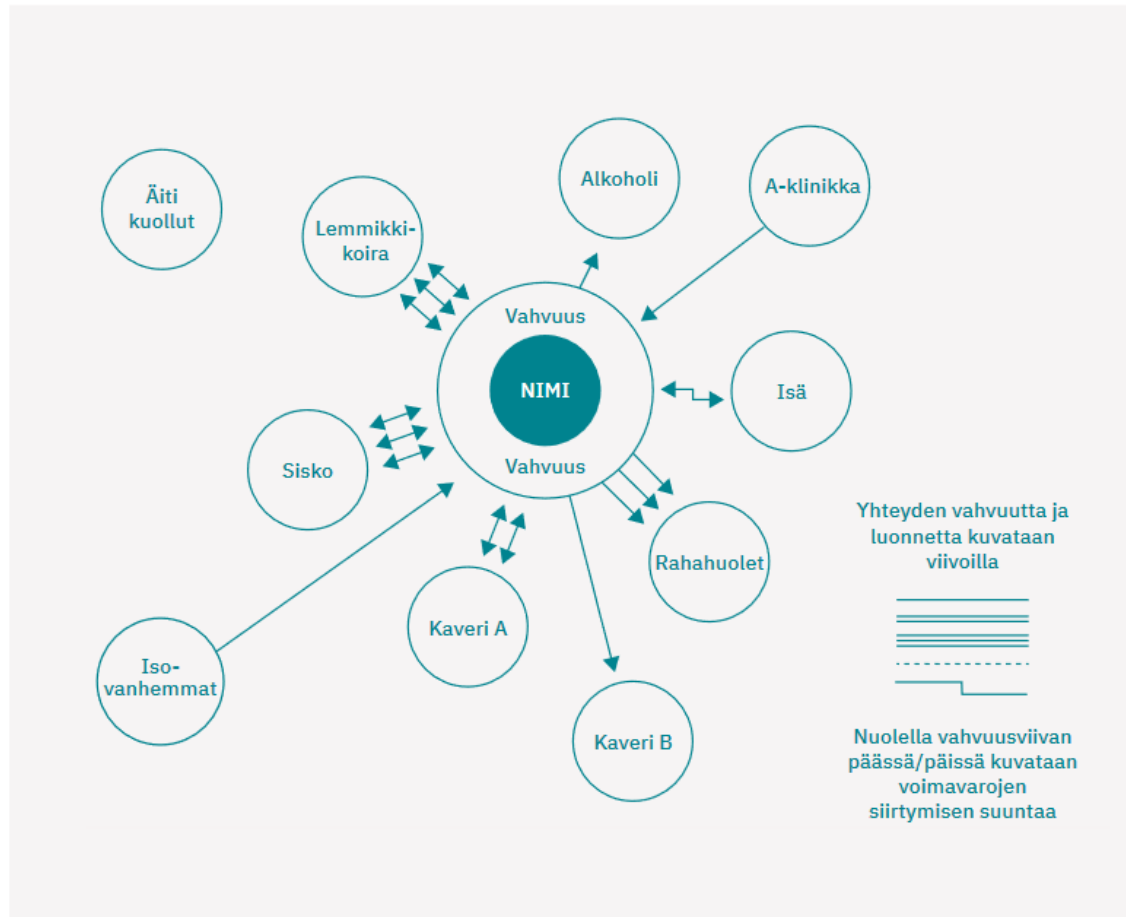 Äiti
kuollut
Lemmikki-
koira
Alkoholi
A-klinikka
Vahvuus
NIMI
Vahvuus
Isä
Sisko
Rahahuolet
Kaveri A
Iso-
vanhemmat
Kaveri B
Yhteyden vahvuutta ja
luonnetta kuvataan
viivoilla
Nuolella vahvuusviivan
päässä/päissä kuvataan
voimavarojen
siirtymisen suuntaa